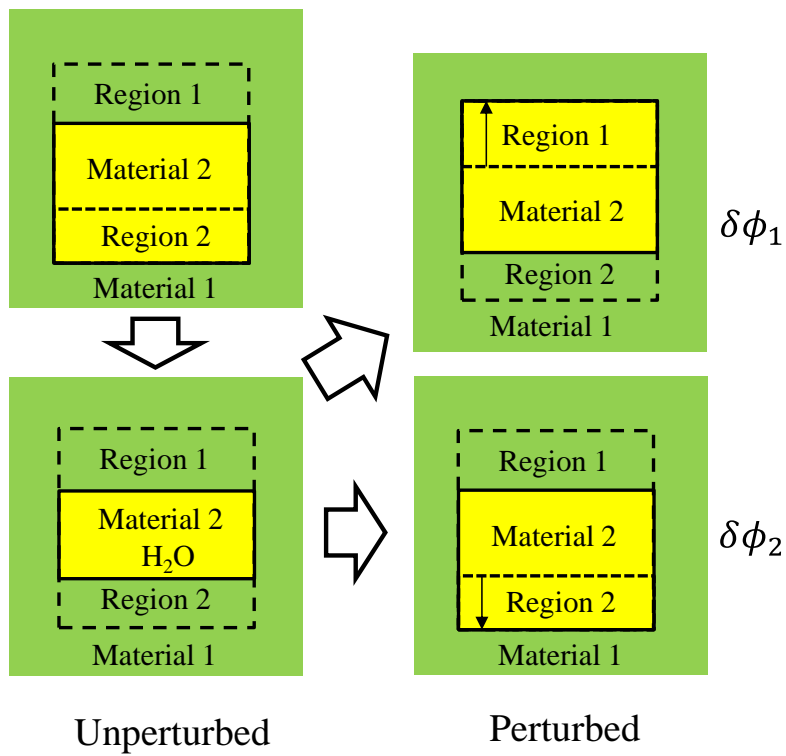 Region 1
Material 2
Region 2
Material 1
Region 1
Material 2
Region 2
Material 1
δϕ₁
Region 1
Material 2
H₂O
Region 2
Material 1
Region 1
Material 2
Region 2
Material 1
δϕ₂
Unperturbed
Perturbed